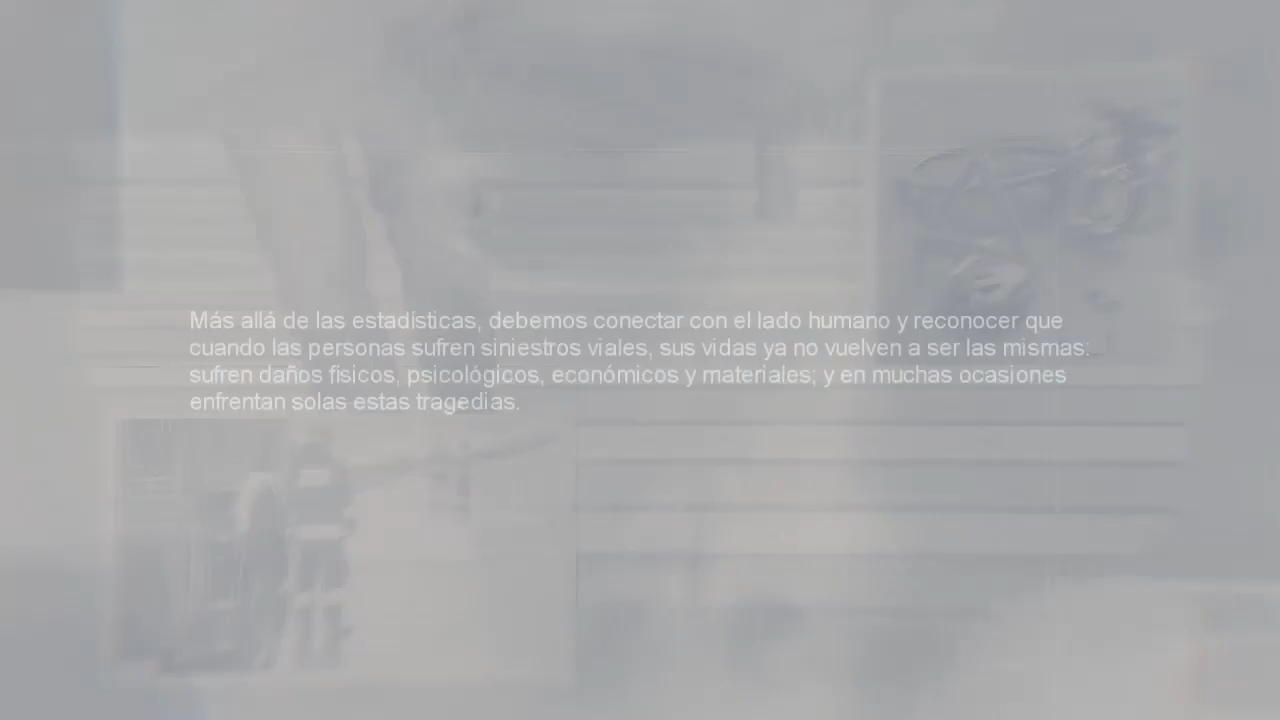 Más allá de las estadísticas, debemos conectar con el lado humano y reconocer que
cuando las personas sufren siniestros viales, sus vidas ya no vuelven a ser las mismas:
sufren daños físicos, psicológicos, económicos y materiales; y en muchas ocasiones
enfrentan solas estas tragedias.